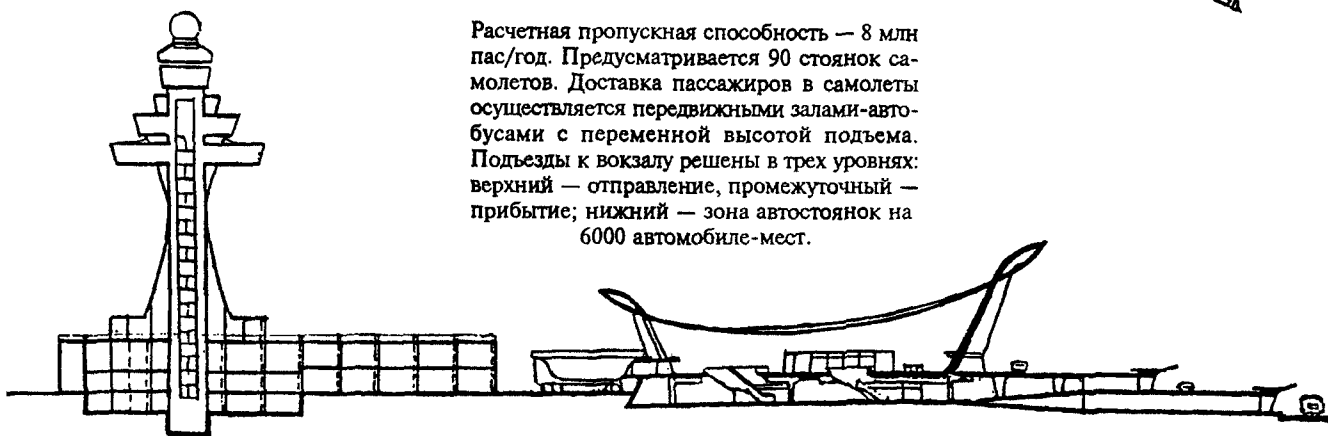 Расчетная пропускная способность — 8 млн
пас/год. Предусматривается 90 стоянок са-
молетов. Доставка пассажиров в самолеты
осуществляется передвижными залами-авто-
бусами с переменной высотой подъема.
Подъезды к вокзалу решены в трех уровнях:
верхний — отправление, промежуточный —
прибытие; нижний — зона автостоянок на
6000 автомобиле-мест.